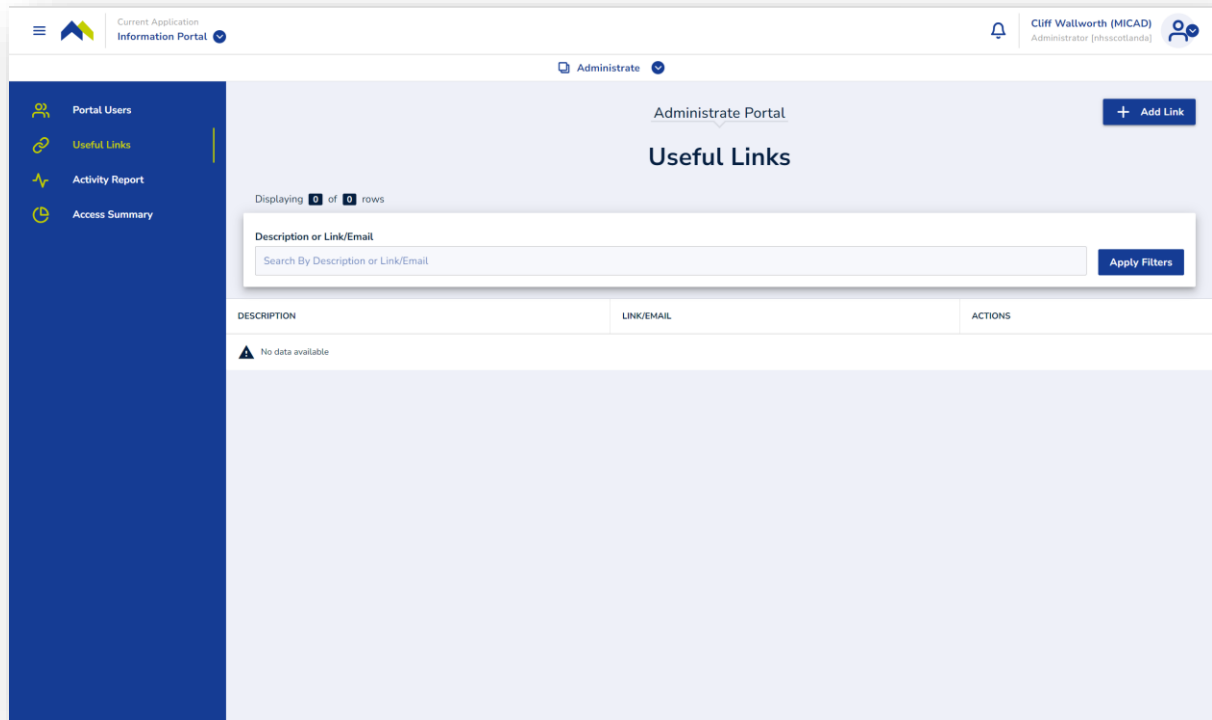 Current Application
Information Portal
Cliff Wallworth (MICAD)
Administrator [nhsscotlanda]
Administrate
Portal Users
Useful Links
Activity Report
Access Summary
Administrate Portal
+ Add Link
Useful Links
Displaying 0 of 0 rows
Description or Link/Email
Search By Description or Link/Email
Apply Filters
DESCRIPTION LINK/EMAIL ACTIONS
No data available